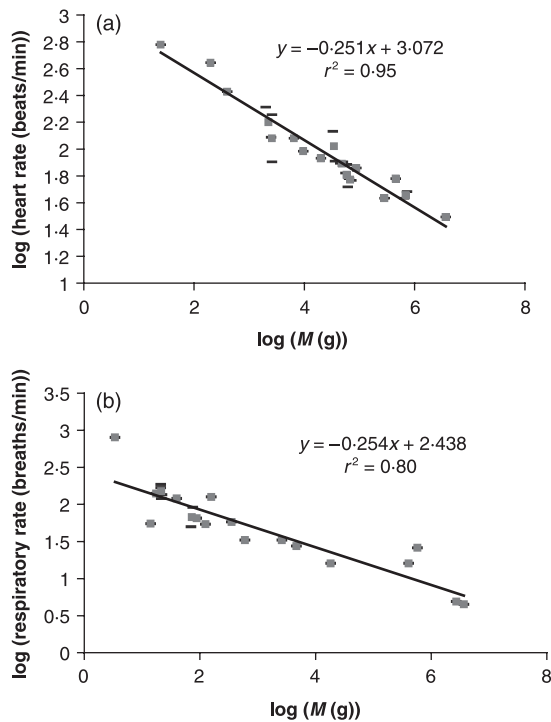 (a)
y = −0·251x + 3·072
r² = 0·95
log (heart rate (beats/min))
3
2·8
2·6
2·4
2·2
2
1·8
1·6
1·4
1·2
1
0 2 4 6 8
log (M (g))
(b)
y = −0·254x + 2·438
r² = 0·80
log (respiratory rate (breaths/min))
3·5
3
2·5
2
1·5
1
0·5
0
0 2 4 6 8
log (M (g))